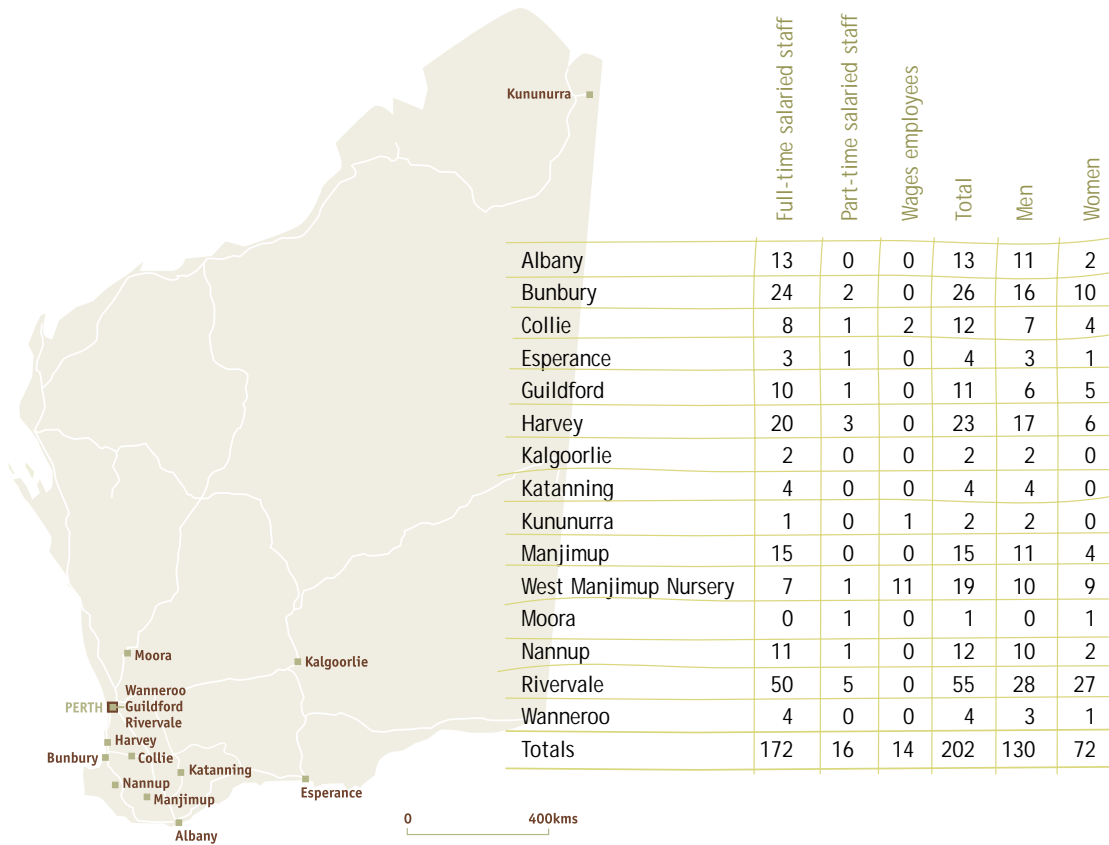 Kununurra
Moora
Kalgoorlie
Wanneroo
PERTH Guildford
Rivervale
Harvey
Bunbury Collie
Katanning
Nannup
Manjimup
Esperance
Albany
0 400kms
Full-time salaried staff Part-time salaried staff Wages employees Total Men Women
Albany 13 0 0 13 11 2
Bunbury 24 2 0 26 16 10
Collie 8 1 2 12 7 4
Esperance 3 1 0 4 3 1
Guildford 10 1 0 11 6 5
Harvey 20 3 0 23 17 6
Kalgoorlie 2 0 0 2 2 0
Katanning 4 0 0 4 4 0
Kununurra 1 0 1 2 2 0
Manjimup 15 0 0 15 11 4
West Manjimup Nursery 7 1 11 19 10 9
Moora 0 1 0 1 0 1
Nannup 11 1 0 12 10 2
Rivervale 50 5 0 55 28 27
Wanneroo 4 0 0 4 3 1
Totals 172 16 14 202 130 72